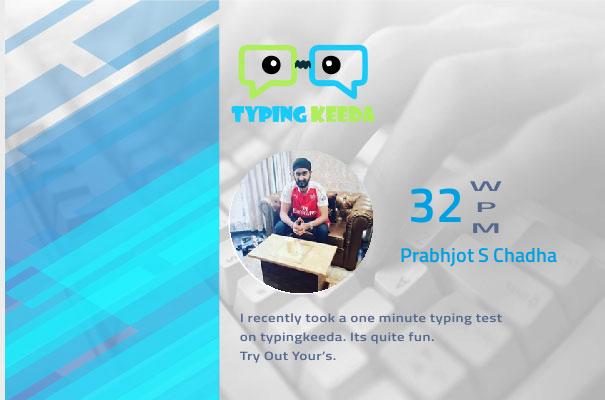 TYPING KEEDA
32 WPM
Prabhjot S Chadha
I recently took a one minute typing test
on typingkeeda. Its quite fun.
Try Out Your's.